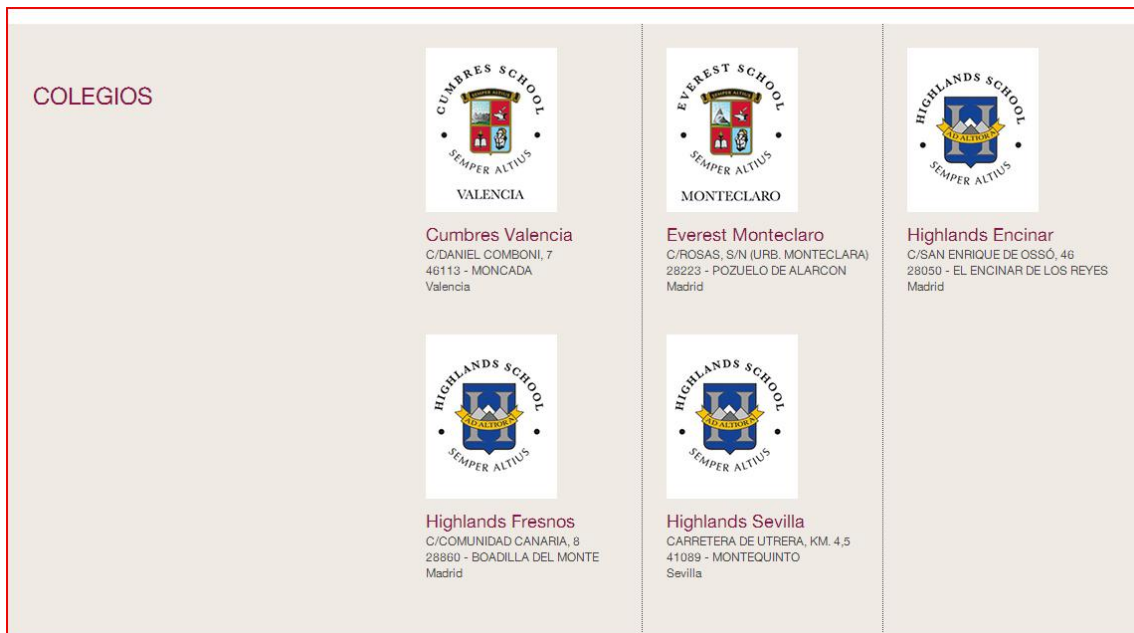 COLEGIOS
CUMBRES SCHOOL
SEMPER ALTIUS
SEMPER ALTIUS
VALENCIA
Cumbres Valencia
C/DANIEL COMBONI, 7
46113 - MONCADA
Valencia
EVEREST SCHOOL
SEMPER ALTIUS
SEMPER ALTIUS
MONTECLARO
Everest Monteclaro
C/ROSAS, S/N (URB. MONTECLARA)
28223 - POZUELO DE ALARCON
Madrid
HIGHLANDS SCHOOL
AD ALTIORA
SEMPER ALTIUS
Highlands Encinar
C/SAN ENRIQUE DE OSSÓ, 46
28050 - EL ENCINAR DE LOS REYES
Madrid
HIGHLANDS SCHOOL
AD ALTIORA
SEMPER ALTIUS
Highlands Fresnos
C/COMUNIDAD CANARIA, 8
28860 - BOADILLA DEL MONTE
Madrid
HIGHLANDS SCHOOL
AD ALTIORA
SEMPER ALTIUS
Highlands Sevilla
CARRETERA DE UTRERA, KM. 4,5
41089 - MONTEQUINTO
Sevilla